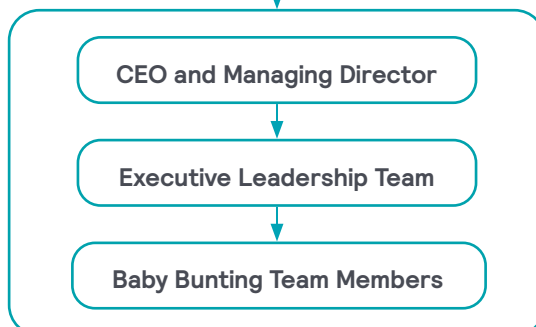 CEO and Managing Director
Executive Leadership Team
Baby Bunting Team Members